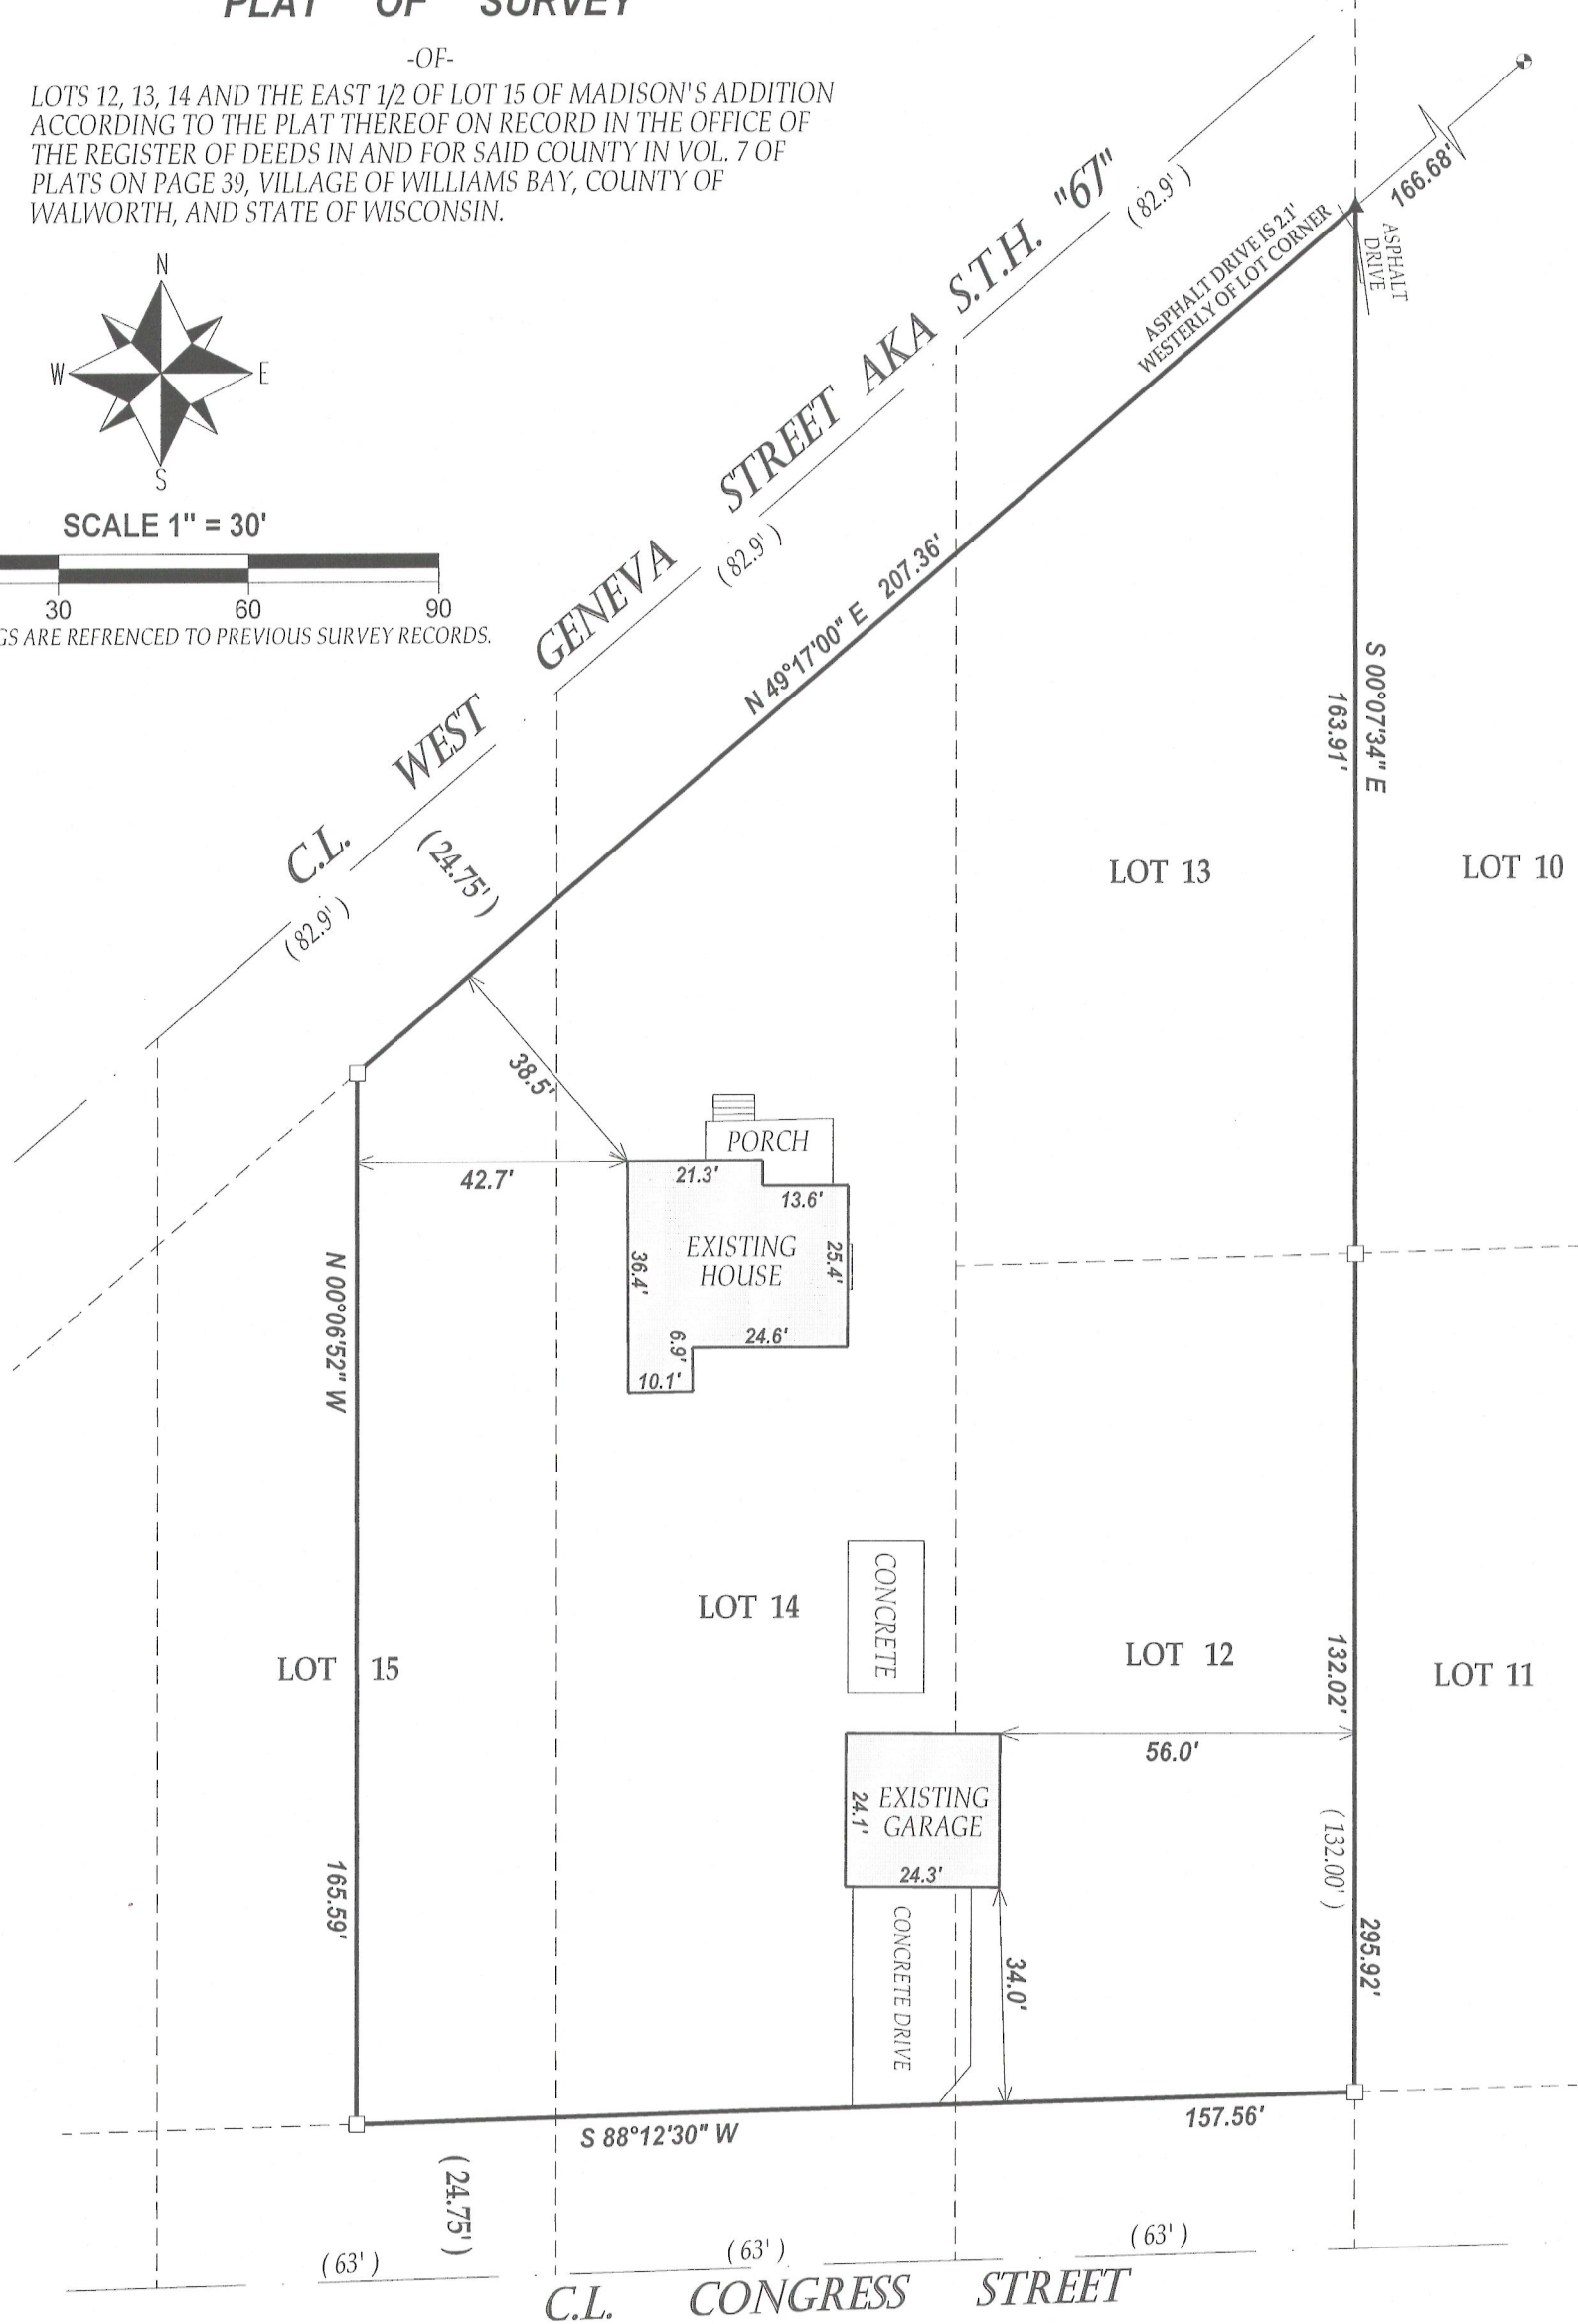 PLAT OF SURVEY
-OF-
LOTS 12, 13, 14 AND THE EAST 1/2 OF LOT 15 OF MADISON'S ADDITION
ACCORDING TO THE PLAT THEREOF ON RECORD IN THE OFFICE OF
THE REGISTER OF DEEDS IN AND FOR SAID COUNTY IN VOL. 7 OF
PLATS ON PAGE 39, VILLAGE OF WILLIAMS BAY, COUNTY OF
WALWORTH, AND STATE OF WISCONSIN.
N
W E
S
SCALE 1" = 30'
30 60 90
GS ARE REFRENCED TO PREVIOUS SURVEY RECORDS.
C.L. WEST GENEVA STREET AKA S.T.H. "67"
(82.9')
(82.9')
(82.9')
(24.75')
166.68'
ASPHALT DRIVE IS 2.1'
WESTERLY OF LOT CORNER
ASPHALT
DRIVE
N 49°17'00" E 207.36'
S 00°07'34" E
163.91'
LOT 13
LOT 10
38.5'
42.7'
PORCH
21.3'
13.6'
EXISTING
HOUSE
36.4'
25.4'
24.6'
6.9'
10.1'
N 00°06'52" W
165.59'
CONCRETE
LOT 14
LOT 15
LOT 12
LOT 11
132.02'
56.0'
(132.00')
295.92'
EXISTING
GARAGE
24.1'
24.3'
CONCRETE DRIVE
34.0'
S 88°12'30" W
157.56'
(24.75')
(63')
(63')
(63')
C.L. CONGRESS STREET